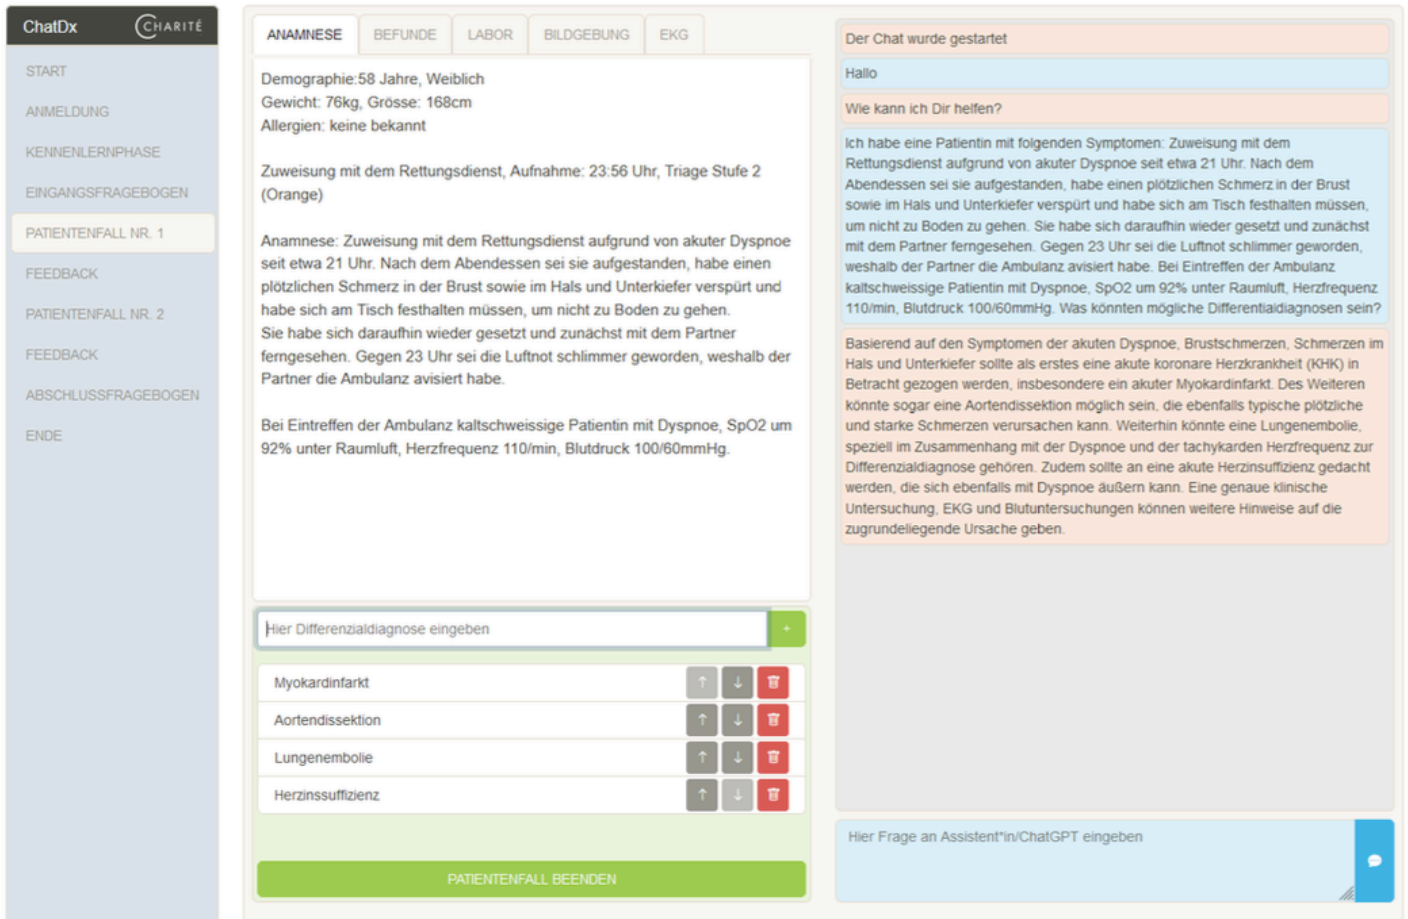 ChatDx
CHARITÉ
START
ANMELDUNG
KENNENLERNPHASE
EINGANGSFRAGEBOGEN
PATIENTENFALL NR. 1
FEEDBACK
PATIENTENFALL NR. 2
FEEDBACK
ABSCHLUSSFRAGEBOGEN
ENDE
ANAMNESE
BEFUNDE
LABOR
BILDGEBUNG
EKG
Demographie:58 Jahre, Weiblich
Gewicht: 76kg, Grösse: 168cm
Allergien: keine bekannt
Zuweisung mit dem Rettungsdienst, Aufnahme: 23:56 Uhr, Triage Stufe 2
(Orange)
Anamnese: Zuweisung mit dem Rettungsdienst aufgrund von akuter Dyspnoe
seit etwa 21 Uhr. Nach dem Abendessen sei sie aufgestanden, habe einen
plötzlichen Schmerz in der Brust sowie im Hals und Unterkiefer verspürt und
habe sich am Tisch festhalten müssen, um nicht zu Boden zu gehen.
Sie habe sich daraufhin wieder gesetzt und zunächst mit dem Partner
ferngesehen. Gegen 23 Uhr sei die Luftnot schlimmer geworden, weshalb der
Partner die Ambulanz avisiert habe.
Bei Eintreffen der Ambulanz kaltschweissige Patientin mit Dyspnoe, SpO2 um
92% unter Raumluft, Herzfrequenz 110/min, Blutdruck 100/60mmHg.
Hier Differenzialdiagnose eingeben
+
Myokardinfarkt
Aortendissektion
Lungenembolie
Herzinssuffizienz
PATIENTENFALL BEENDEN
Der Chat wurde gestartet
Hallo
Wie kann ich Dir helfen?
Ich habe eine Patientin mit folgenden Symptomen: Zuweisung mit dem
Rettungsdienst aufgrund von akuter Dyspnoe seit etwa 21 Uhr. Nach dem
Abendessen sei sie aufgestanden, habe einen plötzlichen Schmerz in der Brust
sowie im Hals und Unterkiefer verspürt und habe sich am Tisch festhalten müssen,
um nicht zu Boden zu gehen. Sie habe sich daraufhin wieder gesetzt und zunächst
mit dem Partner ferngesehen. Gegen 23 Uhr sei die Luftnot schlimmer geworden,
weshalb der Partner die Ambulanz avisiert habe. Bei Eintreffen der Ambulanz
kaltschweissige Patientin mit Dyspnoe, SpO2 um 92% unter Raumluft, Herzfrequenz
110/min, Blutdruck 100/60mmHg. Was könnten mögliche Differentialdiagnosen sein?
Basierend auf den Symptomen der akuten Dyspnoe, Brustschmerzen, Schmerzen im
Hals und Unterkiefer sollte als erstes eine akute koronare Herzkrankheit (KHK) in
Betracht gezogen werden, insbesondere ein akuter Myokardinfarkt. Des Weiteren
könnte sogar eine Aortendissektion möglich sein, die ebenfalls typische plötzliche
und starke Schmerzen verursachen kann. Weiterhin könnte eine Lungenembolie,
speziell im Zusammenhang mit der Dyspnoe und der tachykarden Herzfrequenz zur
Differenzialdiagnose gehören. Zudem sollte an eine akute Herzinsuffizienz gedacht
werden, die sich ebenfalls mit Dyspnoe äußern kann. Eine genaue klinische
Untersuchung, EKG und Blutuntersuchungen können weitere Hinweise auf die
zugrundeliegende Ursache geben.
Hier Frage an Assistent*in/ChatGPT eingeben